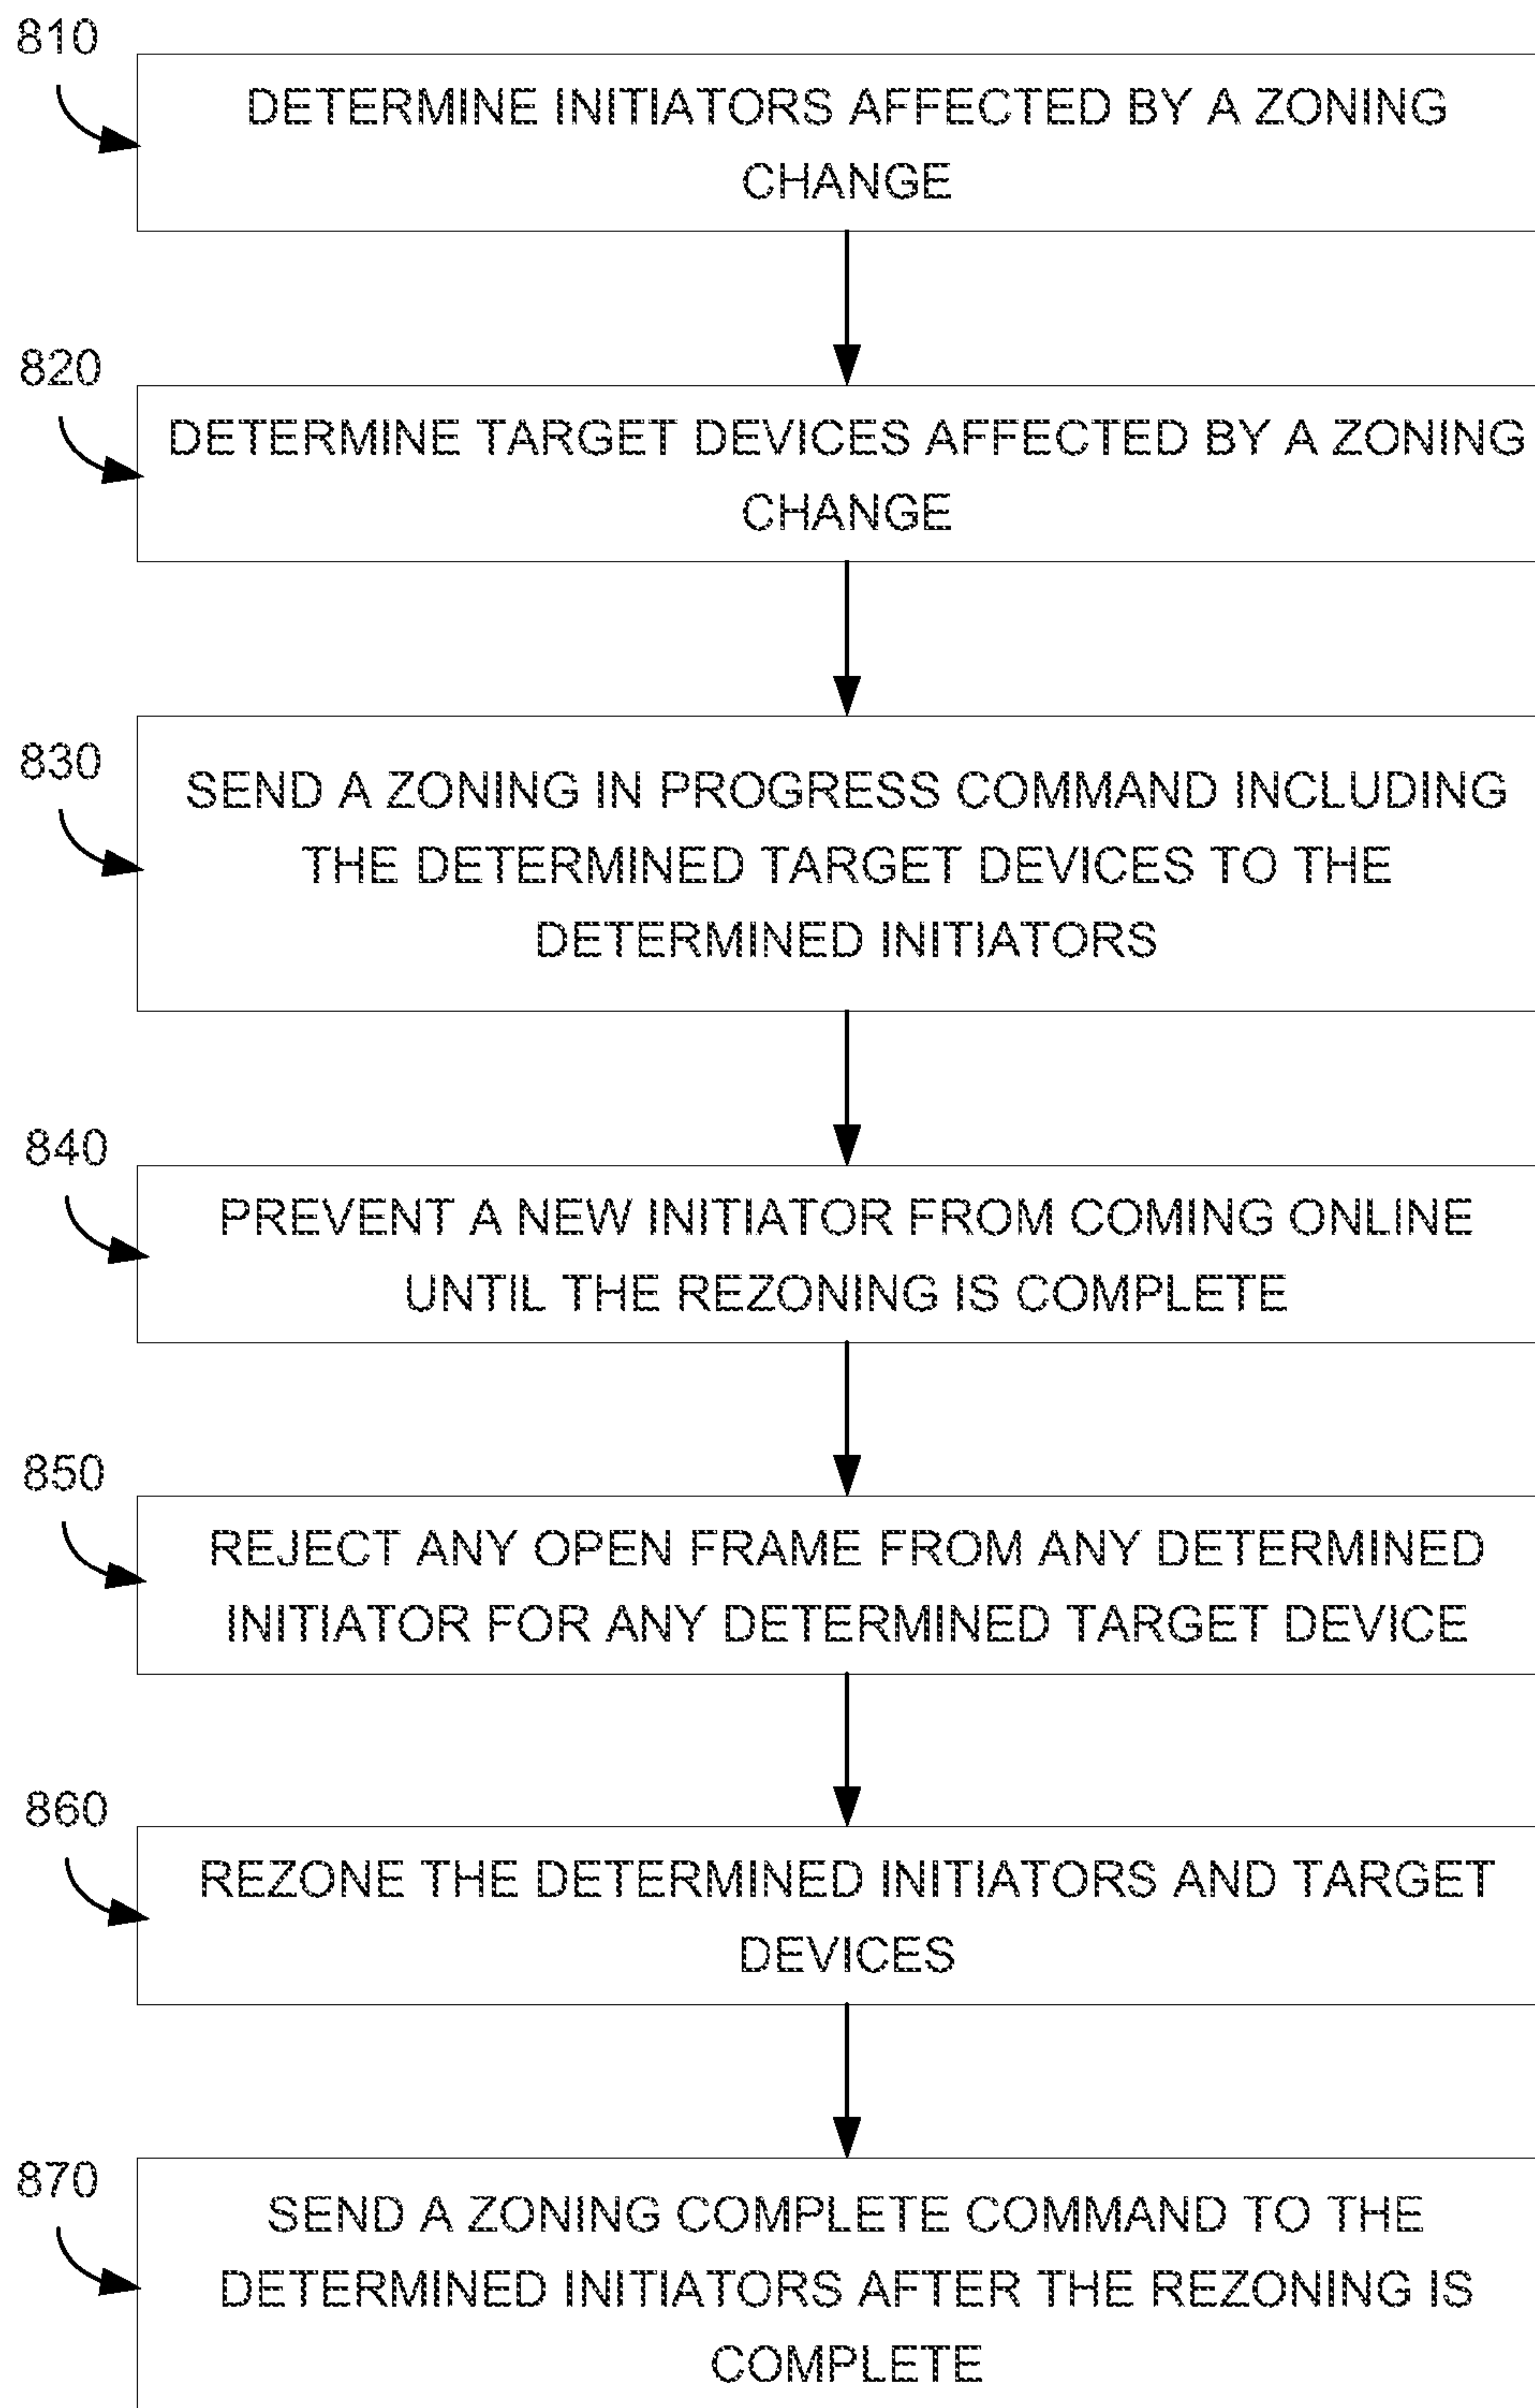 810
DETERMINE INITIATORS AFFECTED BY A ZONING
CHANGE
820
DETERMINE TARGET DEVICES AFFECTED BY A ZONING
CHANGE
830
SEND A ZONING IN PROGRESS COMMAND INCLUDING
THE DETERMINED TARGET DEVICES TO THE
DETERMINED INITIATORS
840
PREVENT A NEW INITIATOR FROM COMING ONLINE
UNTIL THE REZONING IS COMPLETE
850
REJECT ANY OPEN FRAME FROM ANY DETERMINED
INITIATOR FOR ANY DETERMINED TARGET DEVICE
860
REZONE THE DETERMINED INITIATORS AND TARGET
DEVICES
870
SEND A ZONING COMPLETE COMMAND TO THE
DETERMINED INITIATORS AFTER THE REZONING IS
COMPLETE